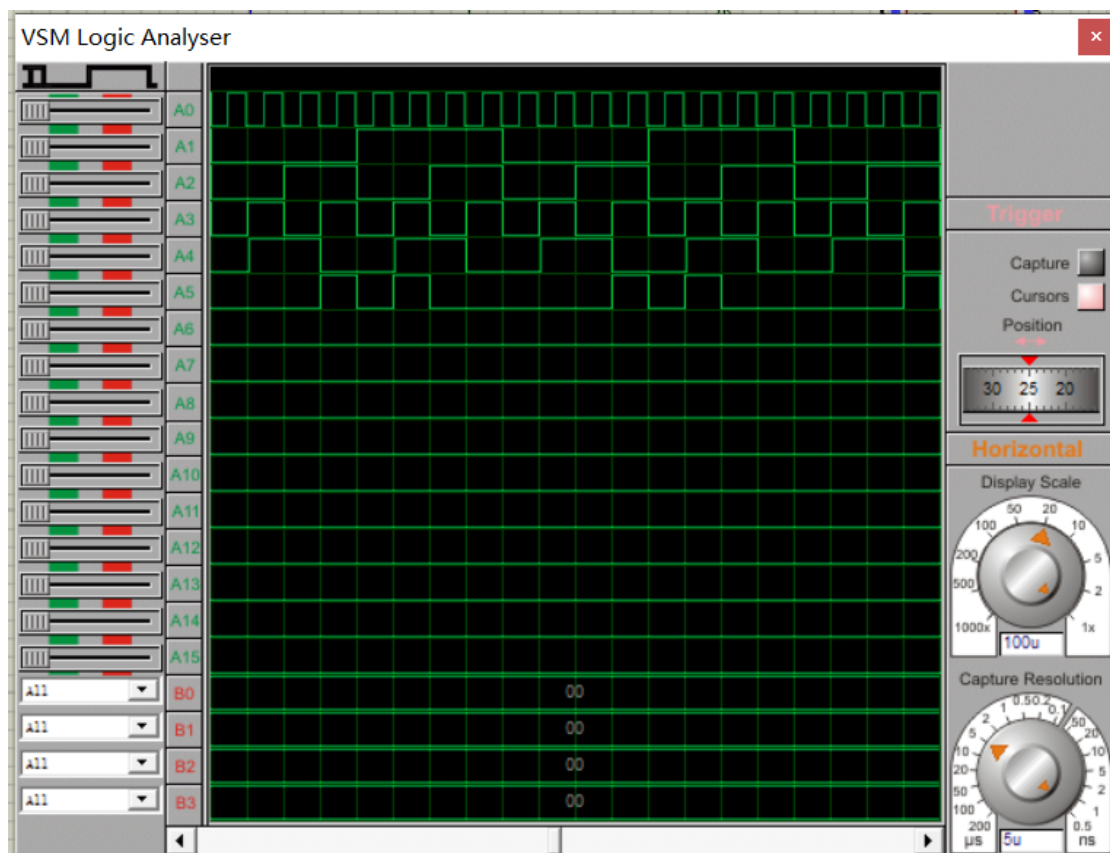 VSM Logic Analyser
A0
A1
A2
A3
A4
A5
A6
A7
A8
A9
A10
A11
A12
A13
A14
A15
All B0 00
All B1 00
All B2 00
All B3 00
Trigger
Capture
Cursors
Position
30 25 20
Horizontal
Display Scale
1000x 500 200 100 50 20 10 5 2 1x
100u
Capture Resolution
200 100 50 20 10 5 2 1 0.5 0.2 0.1 50 20 10 5 2 1 0.5
µs ns
5u